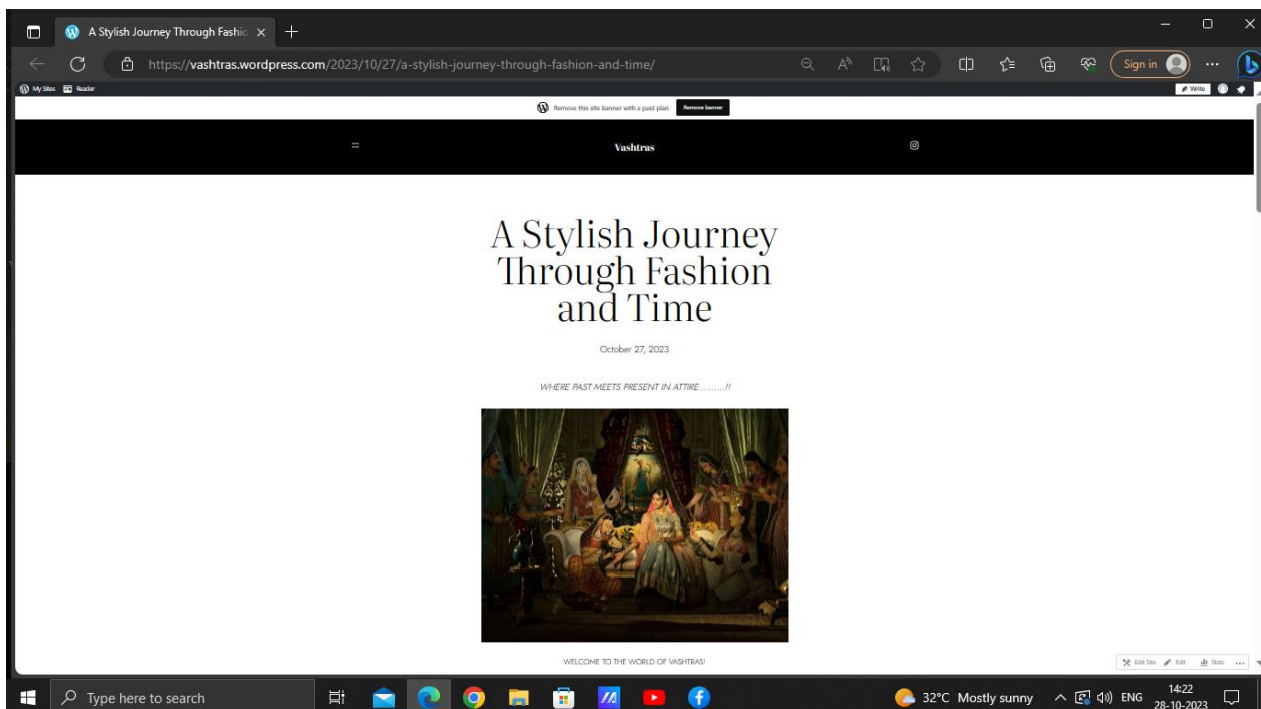 A Stylish Journey Through Fashio
https://vashtras.wordpress.com/2023/10/27/a-stylish-journey-through-fashion-and-time/
Sign in
My Sites Reader
Write
Remove this site banner with a paid plan Remove banner
Vashtras
A Stylish Journey
Through Fashion
and Time
October 27, 2023
WHERE PAST MEETS PRESENT IN ATTIRE.........!!
WELCOME TO THE WORLD OF VASHTRAS!
Edit Site Edit Stats
Type here to search
32°C Mostly sunny
ENG
14:22
28-10-2023